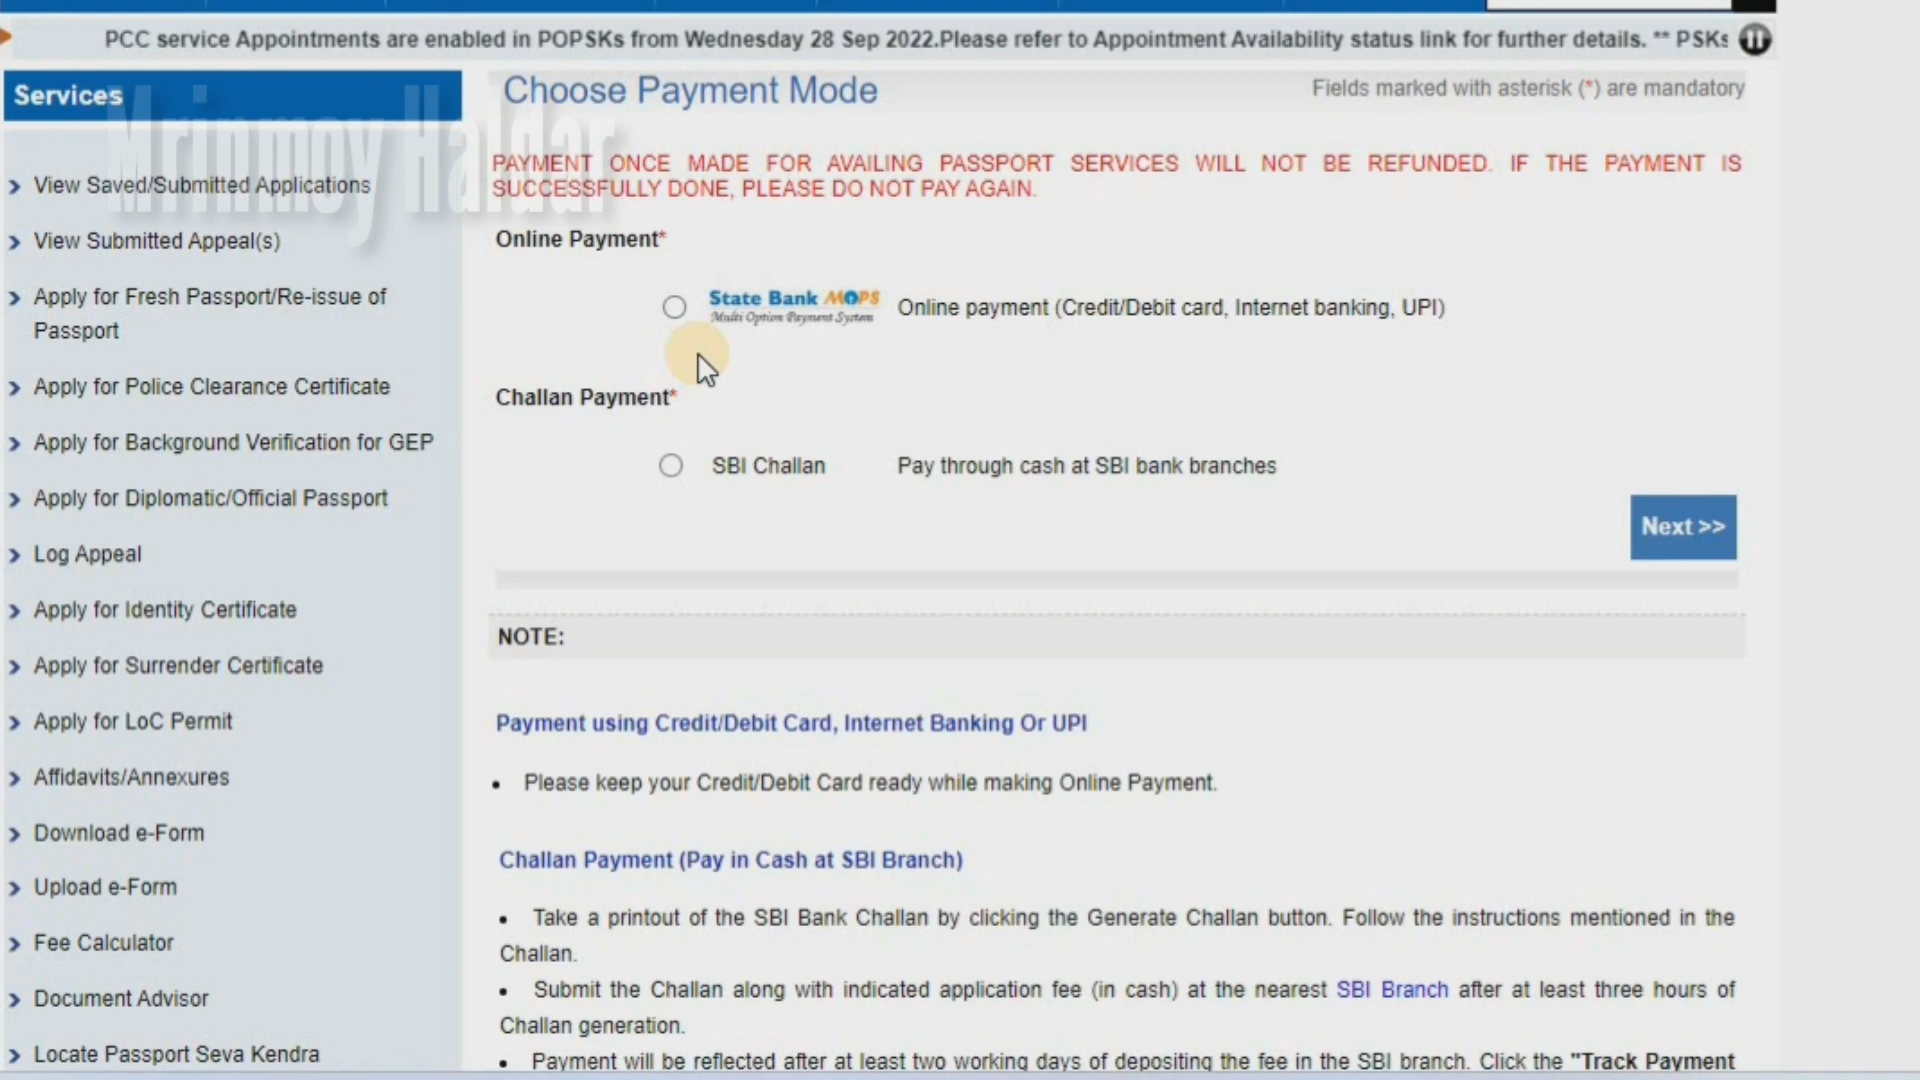 PCC service Appointments are enabled in POPSKs from Wednesday 28 Sep 2022.Please refer to Appointment Availability status link for further details. ** PSKs
Services
Mrinmoy Haldar
View Saved/Submitted Applications
View Submitted Appeal(s)
Apply for Fresh Passport/Re-issue of
Passport
Apply for Police Clearance Certificate
Apply for Background Verification for GEP
Apply for Diplomatic/Official Passport
Log Appeal
Apply for Identity Certificate
Apply for Surrender Certificate
Apply for LoC Permit
Affidavits/Annexures
Download e-Form
Upload e-Form
Fee Calculator
Document Advisor
Locate Passport Seva Kendra
Choose Payment Mode
Fields marked with asterisk (*) are mandatory
PAYMENT ONCE MADE FOR AVAILING PASSPORT SERVICES WILL NOT BE REFUNDED. IF THE PAYMENT IS
SUCCESSFULLY DONE, PLEASE DO NOT PAY AGAIN.
Online Payment*
State Bank MOPS
Multi Option Payment System
Online payment (Credit/Debit card, Internet banking, UPI)
Challan Payment*
SBI Challan Pay through cash at SBI bank branches
Next >>
NOTE:
Payment using Credit/Debit Card, Internet Banking Or UPI
• Please keep your Credit/Debit Card ready while making Online Payment.
Challan Payment (Pay in Cash at SBI Branch)
• Take a printout of the SBI Bank Challan by clicking the Generate Challan button. Follow the instructions mentioned in the
Challan.
• Submit the Challan along with indicated application fee (in cash) at the nearest SBI Branch after at least three hours of
Challan generation.
• Payment will be reflected after at least two working days of depositing the fee in the SBI branch. Click the "Track Payment